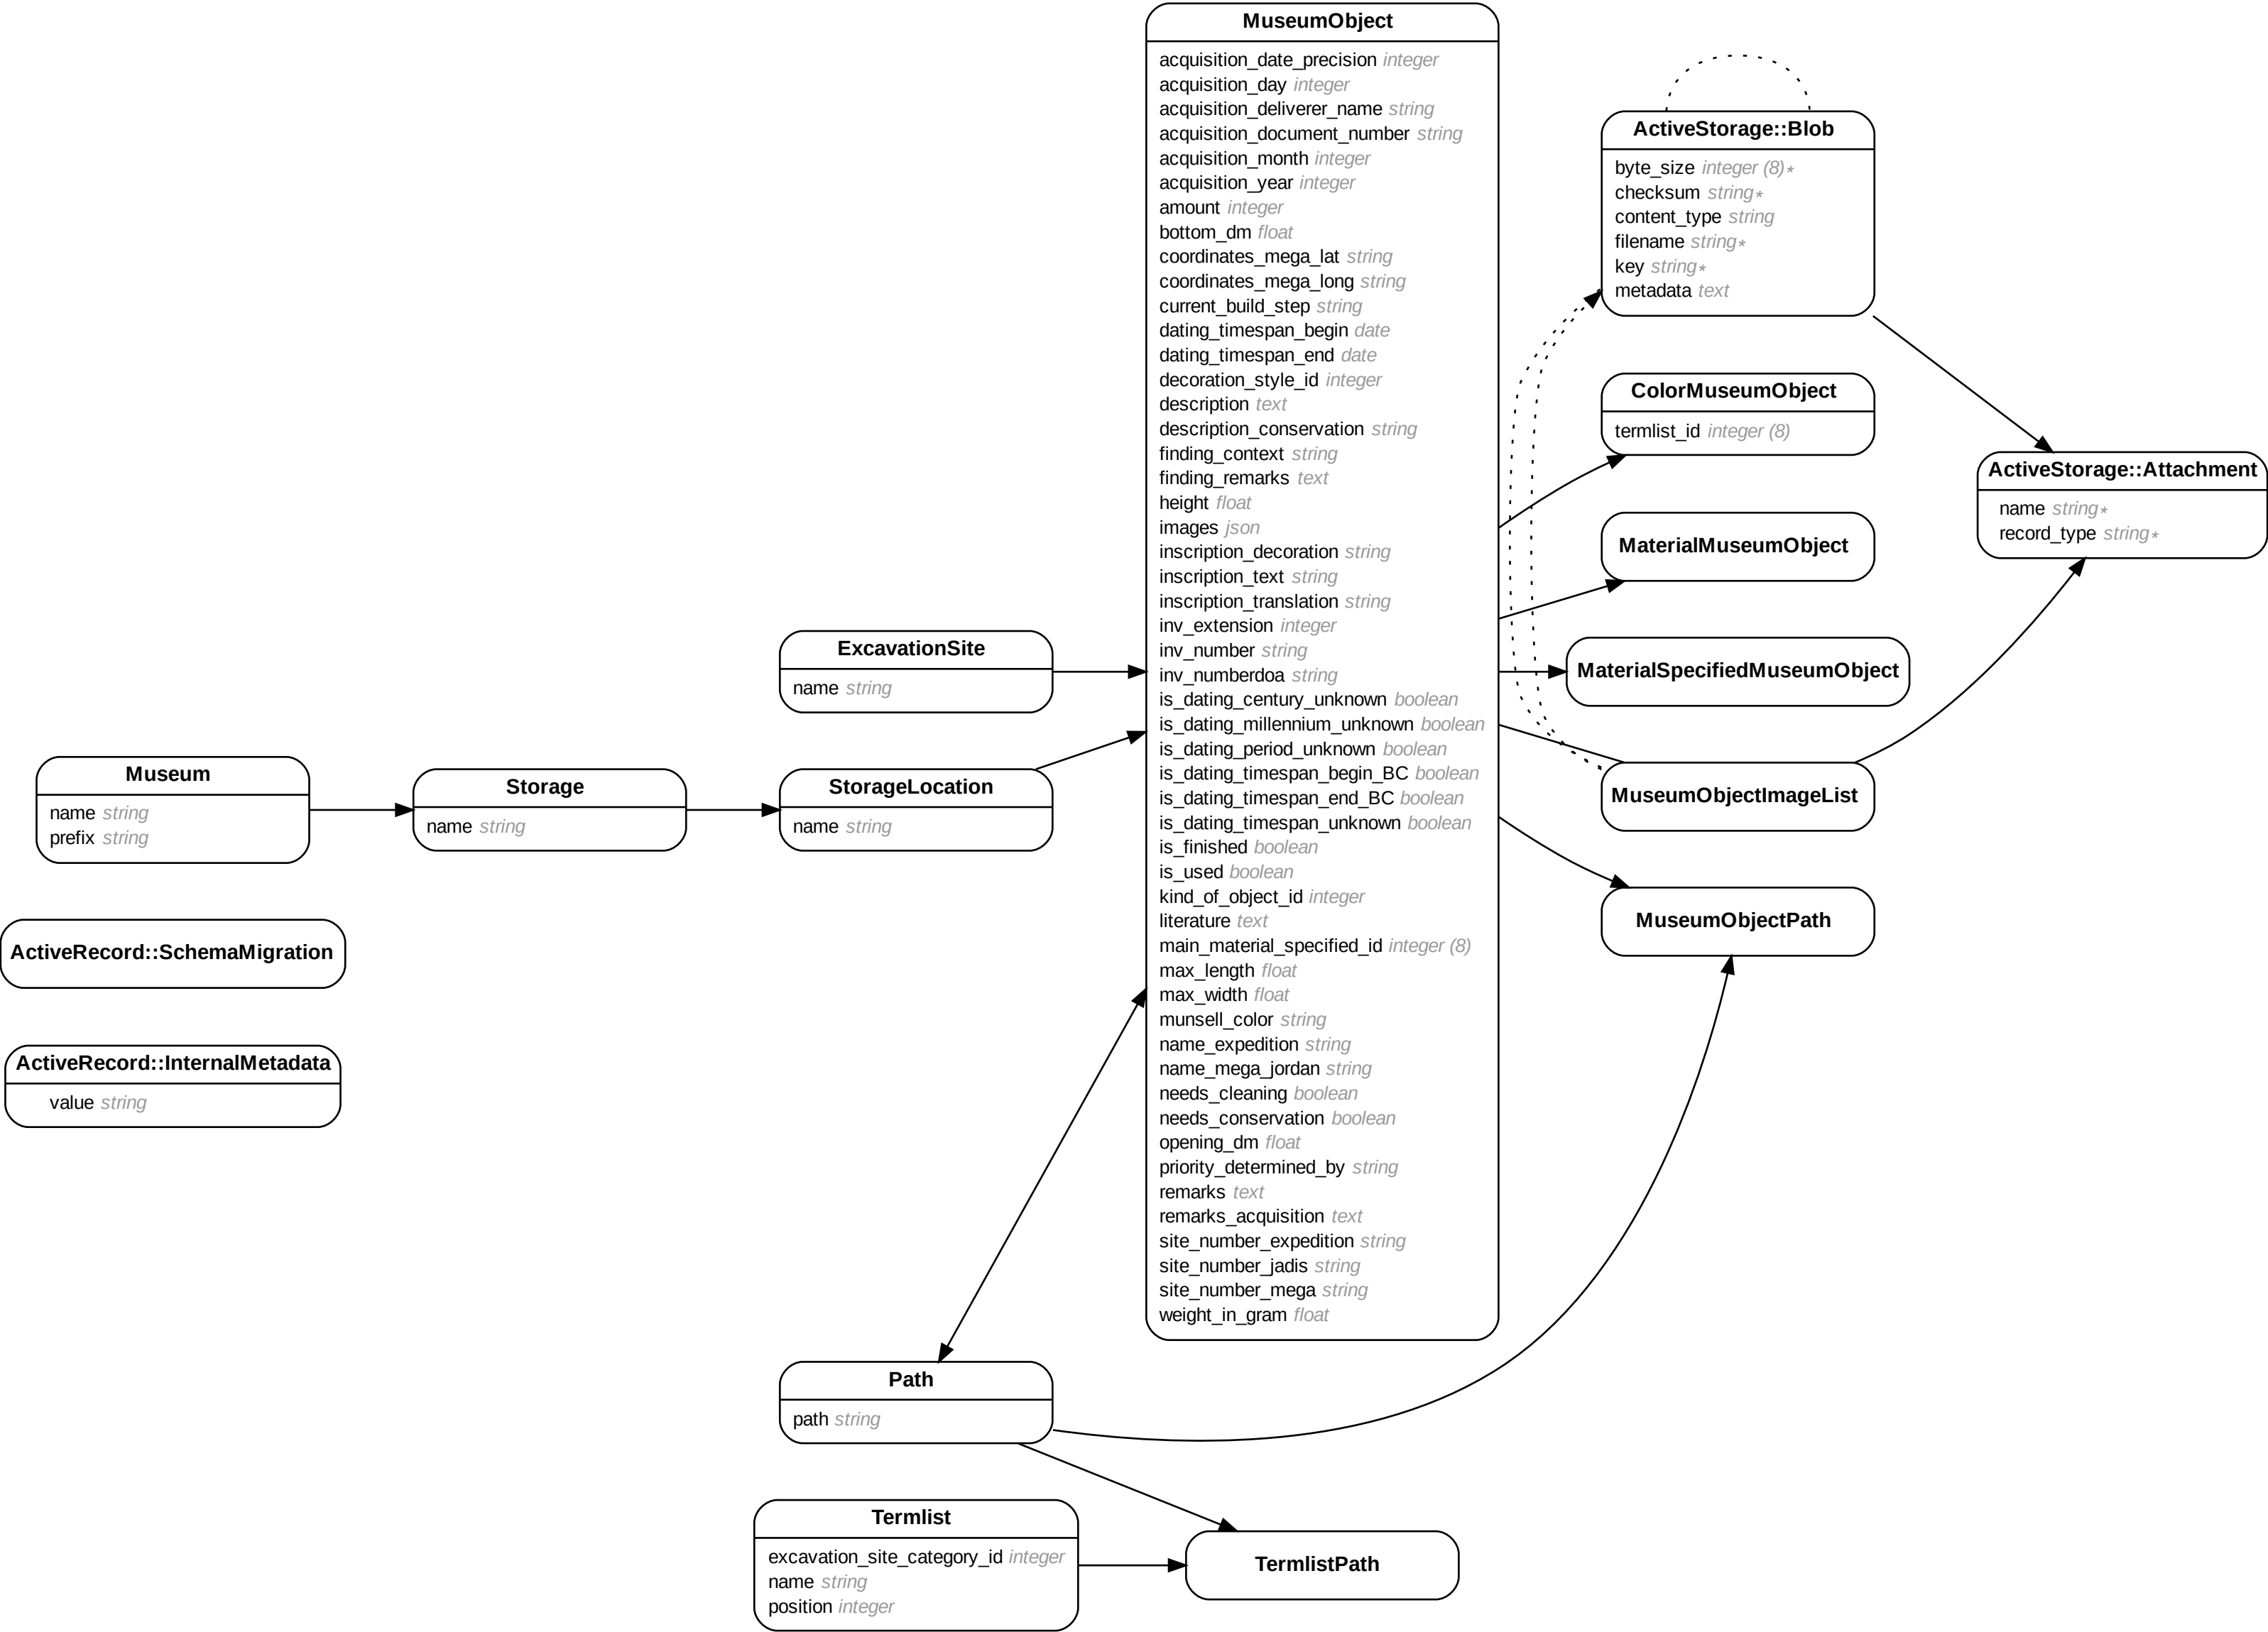 MuseumObject
acquisition_date_precision integer
acquisition_day integer
acquisition_deliverer_name string
acquisition_document_number string
acquisition_month integer
acquisition_year integer
amount integer
bottom_dm float
coordinates_mega_lat string
coordinates_mega_long string
current_build_step string
dating_timespan_begin date
dating_timespan_end date
decoration_style_id integer
description text
description_conservation string
finding_context string
finding_remarks text
height float
images json
inscription_decoration string
inscription_text string
inscription_translation string
inv_extension integer
inv_number string
inv_numberdoa string
is_dating_century_unknown boolean
is_dating_millennium_unknown boolean
is_dating_period_unknown boolean
is_dating_timespan_begin_BC boolean
is_dating_timespan_end_BC boolean
is_dating_timespan_unknown boolean
is_finished boolean
is_used boolean
kind_of_object_id integer
literature text
main_material_specified_id integer (8)
max_length float
max_width float
munsell_color string
name_expedition string
name_mega_jordan string
needs_cleaning boolean
needs_conservation boolean
opening_dm float
priority_determined_by string
remarks text
remarks_acquisition text
site_number_expedition string
site_number_jadis string
site_number_mega string
weight_in_gram float
ActiveStorage::Blob
byte_size integer (8)*
checksum string*
content_type string
filename string*
key string*
metadata text
ColorMuseumObject
termlist_id integer (8)
ActiveStorage::Attachment
name string*
record_type string*
MaterialMuseumObject
MaterialSpecifiedMuseumObject
MuseumObjectImageList
MuseumObjectPath
ExcavationSite
name string
Museum
name string
prefix string
Storage
name string
StorageLocation
name string
ActiveRecord::SchemaMigration
ActiveRecord::InternalMetadata
value string
Path
path string
Termlist
excavation_site_category_id integer
name string
position integer
TermlistPath